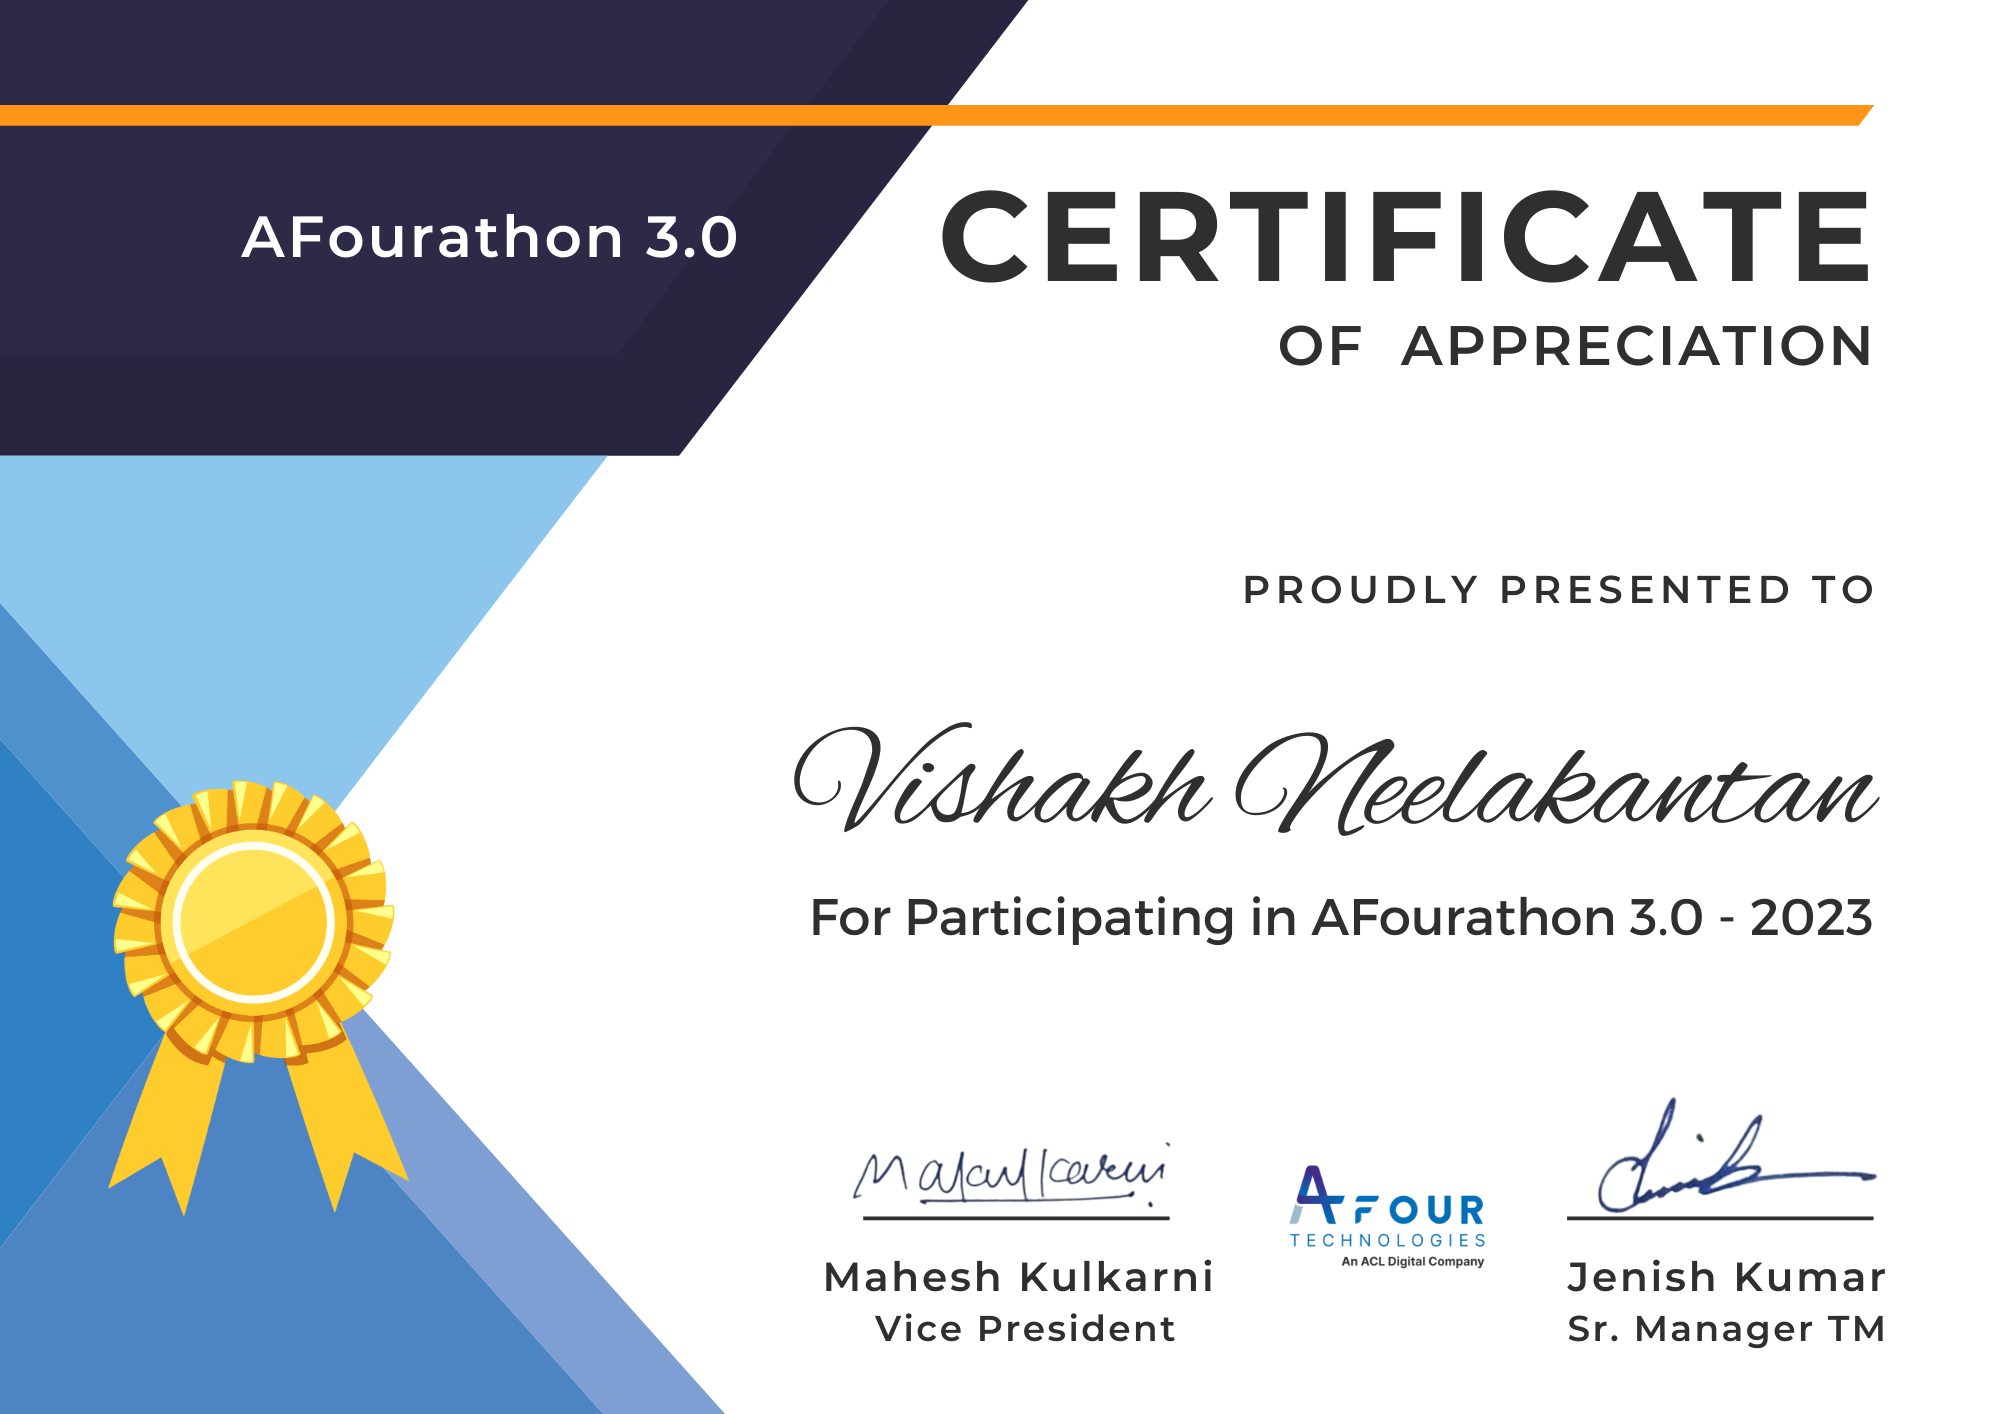 AFourathon 3.0
CERTIFICATE
OF APPRECIATION
PROUDLY PRESENTED TO
Vishakh Neelakantan
For Participating in AFourathon 3.0 - 2023
Mahesh Kulkarni
Vice President
AFOUR
TECHNOLOGIES
An ACL Digital Company
Jenish Kumar
Sr. Manager TM